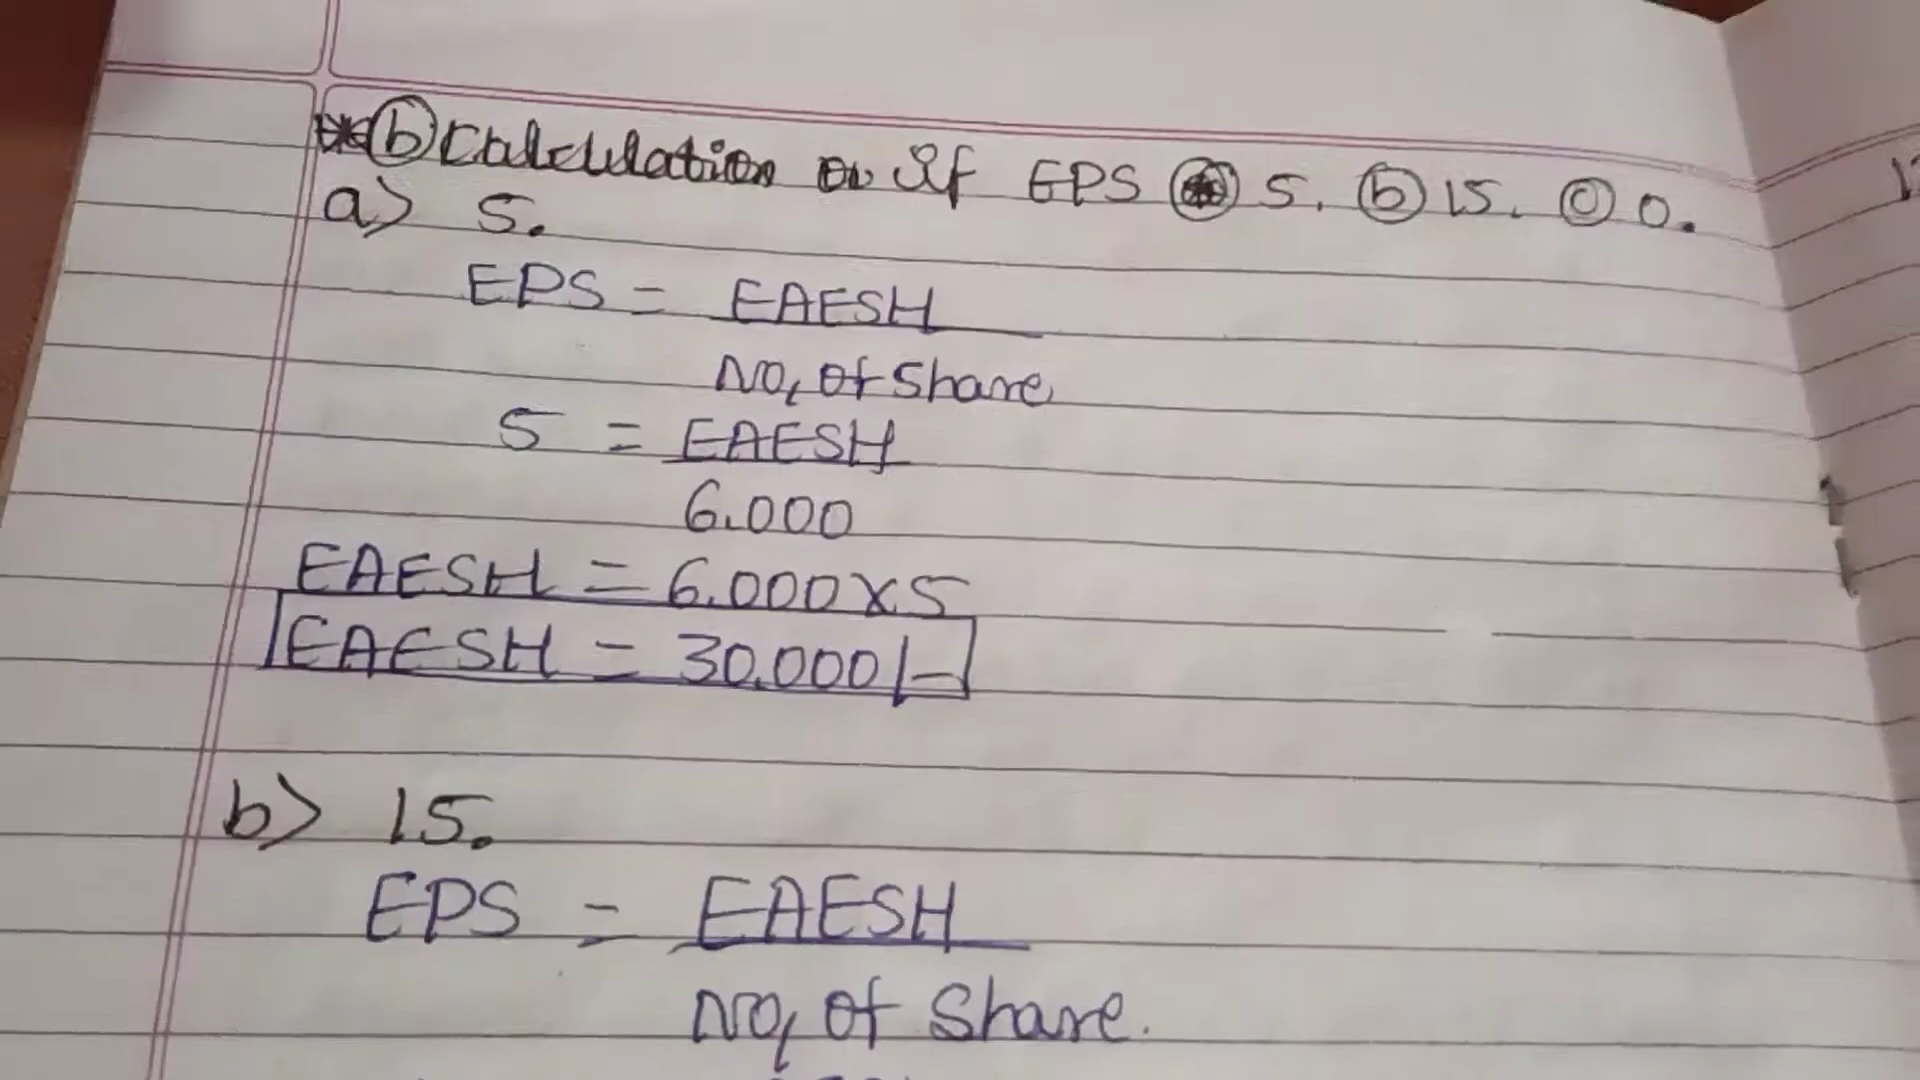 (b) Calculation if EPS 5. (b) 15. (c) 0.
a) 5.
EPS = EAESH
No, of Share
5 = EAESH
6.000
EAESH = 6.000 x 5
EAESH = 30.000/-
b) 15.
EPS = EAESH
No, of Share.